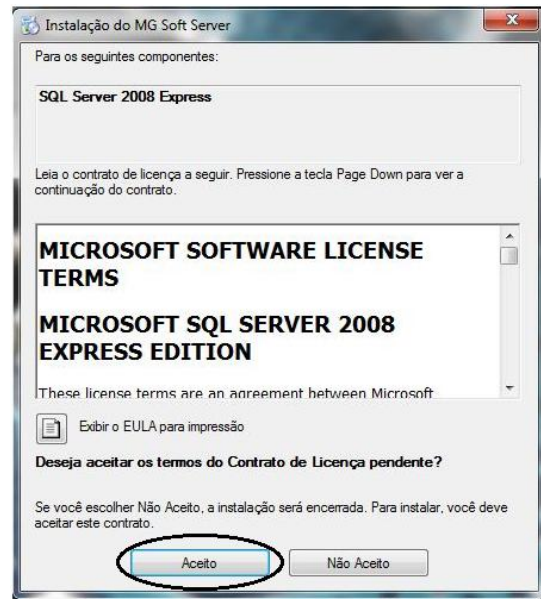 Instalação do MG Soft Server
Para os seguintes componentes:
SQL Server 2008 Express
Leia o contrato de licença a seguir. Pressione a tecla Page Down para ver a
continuação do contrato.
MICROSOFT SOFTWARE LICENSE
TERMS
MICROSOFT SQL SERVER 2008
EXPRESS EDITION
These license terms are an agreement between Microsoft
Exibir o EULA para impressão
Deseja aceitar os termos do Contrato de Licença pendente?
Se você escolher Não Aceito, a instalação será encerrada. Para instalar, você deve
aceitar este contrato.
Aceito
Não Aceito